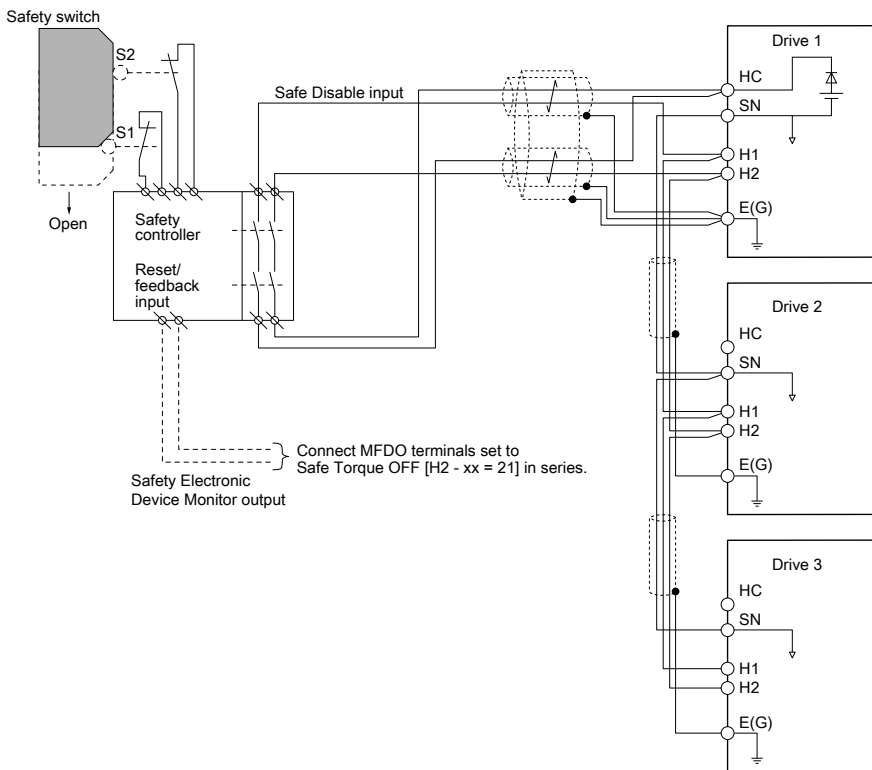 Safety switch
S2
S1
Open
Safety
controller
Reset/
feedback
input
Safe Disable input
Connect MFDO terminals set to
Safe Torque OFF [H2 - xx = 21] in series.
Safety Electronic
Device Monitor output
Drive 1
HC
SN
H1
H2
E(G)
Drive 2
HC
SN
H1
H2
E(G)
Drive 3
HC
SN
H1
H2
E(G)